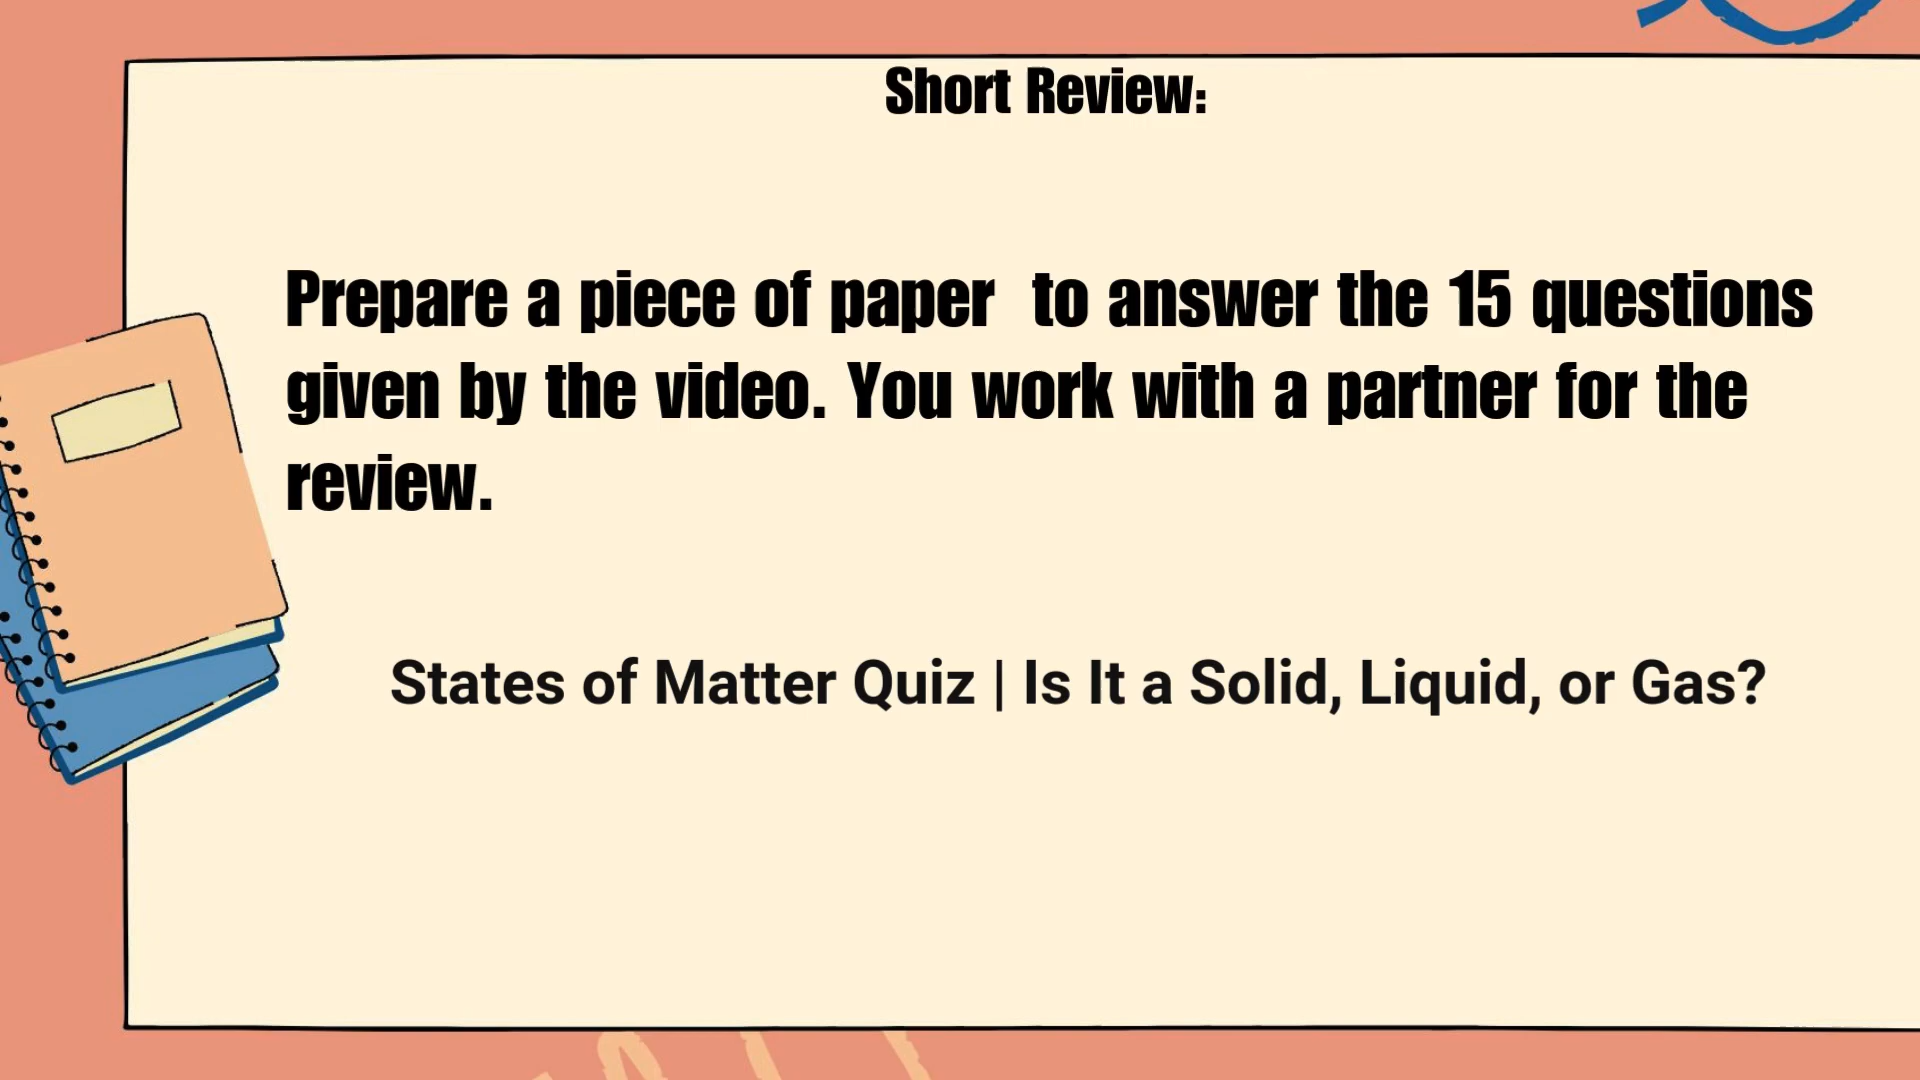 Short Review:
Prepare a piece of paper  to answer the 15 questions
given by the video. You work with a partner for the
review.
States of Matter Quiz | Is It a Solid, Liquid, or Gas?